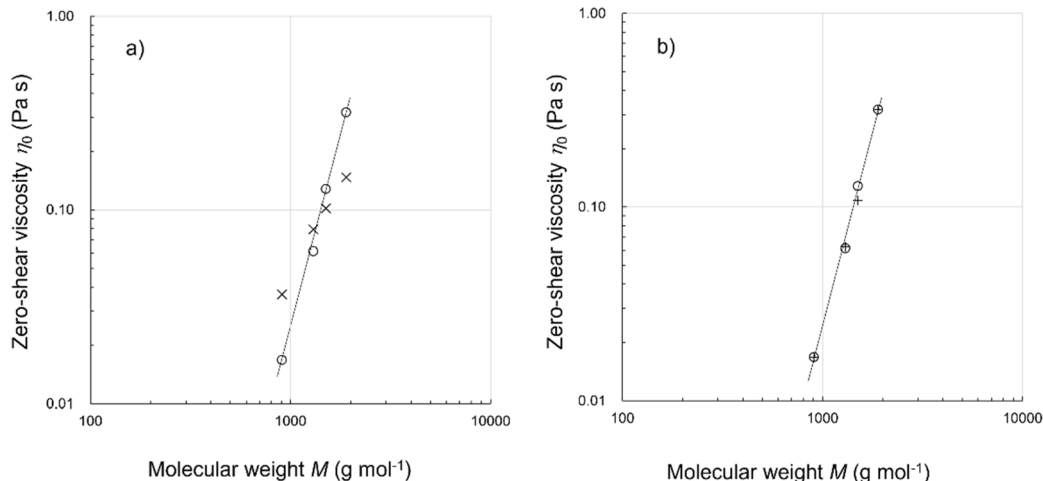 a)
Zero-shear viscosity η0 (Pa s)
1.00
0.10
0.01
100
1000
10000
Molecular weight M (g mol-1)
b)
Zero-shear viscosity η0 (Pa s)
1.00
0.10
0.01
100
1000
10000
Molecular weight M (g mol-1)